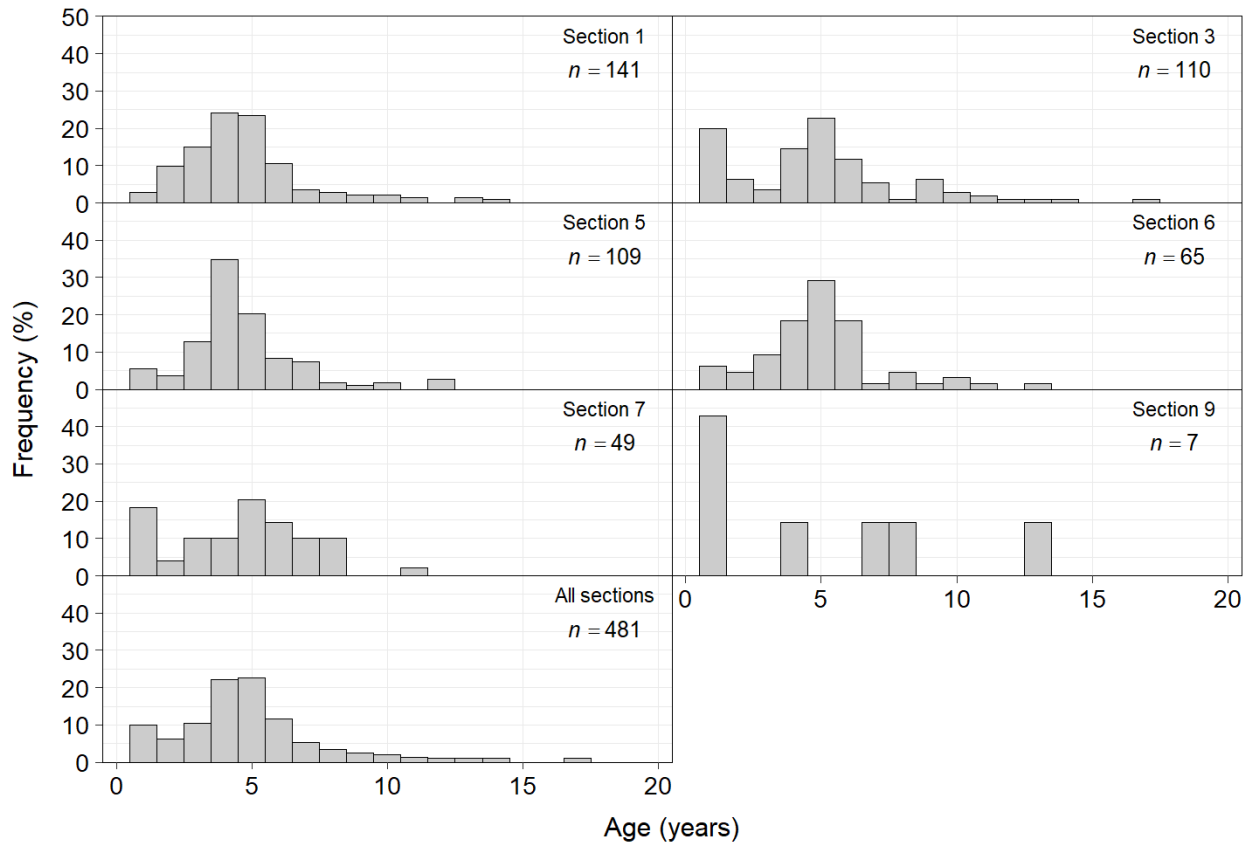 Section 1
n = 141
Section 3
n = 110
50
40
30
20
10
0
Section 5
n = 109
Section 6
n = 65
40
30
20
10
0
Section 7
n = 49
Section 9
n = 7
40
30
20
10
0
0 5 10 15 20
All sections
n = 481
40
30
20
10
0
0 5 10 15 20
Frequency (%)
Age (years)